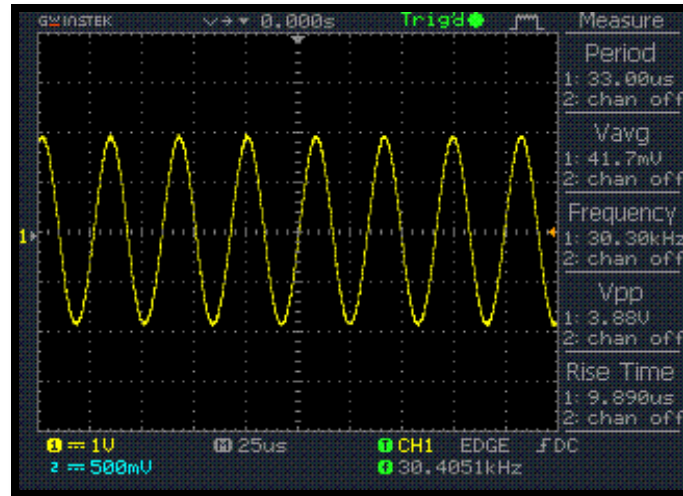 GWINSTEK 0.000s Trig'd Measure
Period
1: 33.00us
2: chan off
Vavg
1: 41.7mV
2: chan off
Frequency
1: 30.30kHz
2: chan off
Vpp
1: 3.88V
2: chan off
Rise Time
1: 9.890us
2: chan off
1
1 1V M 25us T CH1 EDGE DC
2 500mV f 30.4051kHz